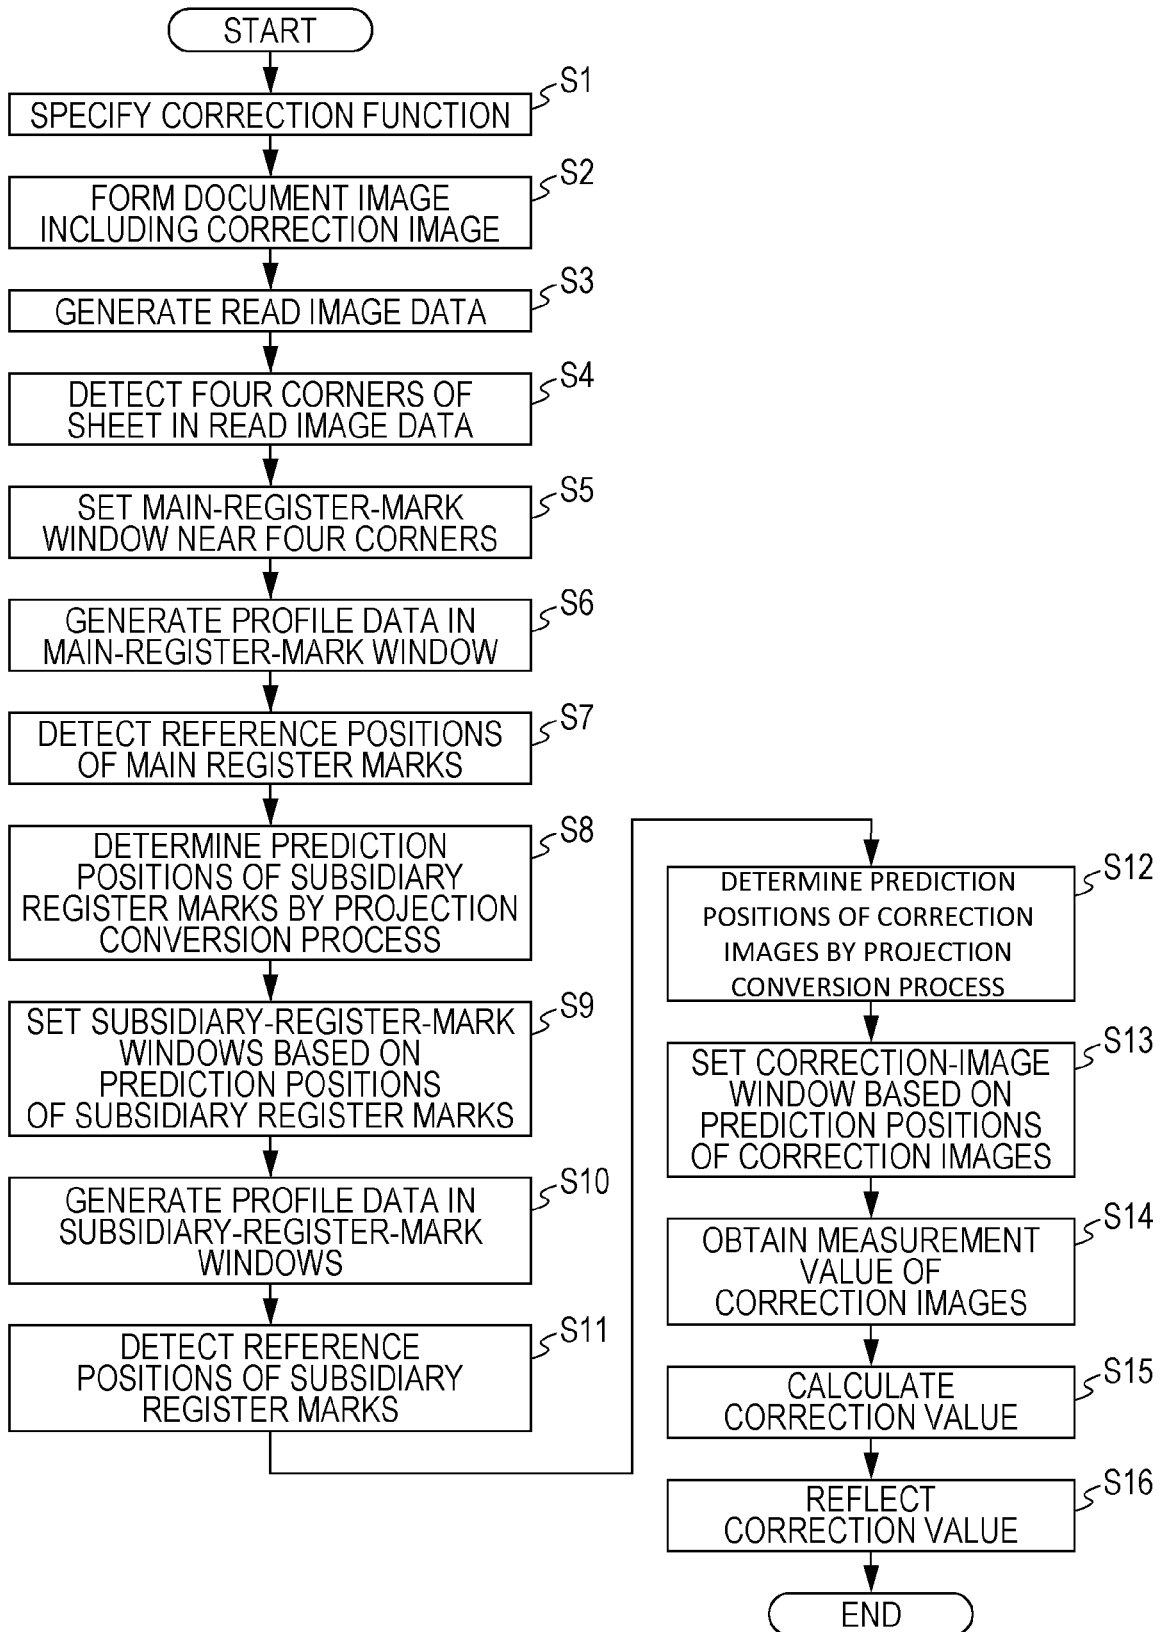 START
S1
SPECIFY CORRECTION FUNCTION
S2
FORM DOCUMENT IMAGE
INCLUDING CORRECTION IMAGE
S3
GENERATE READ IMAGE DATA
S4
DETECT FOUR CORNERS OF
SHEET IN READ IMAGE DATA
S5
SET MAIN-REGISTER-MARK
WINDOW NEAR FOUR CORNERS
S6
GENERATE PROFILE DATA IN
MAIN-REGISTER-MARK WINDOW
S7
DETECT REFERENCE POSITIONS
OF MAIN REGISTER MARKS
S8
DETERMINE PREDICTION
POSITIONS OF SUBSIDIARY
REGISTER MARKS BY PROJECTION
CONVERSION PROCESS
S9
SET SUBSIDIARY-REGISTER-MARK
WINDOWS BASED ON
PREDICTION POSITIONS
OF SUBSIDIARY REGISTER MARKS
S10
GENERATE PROFILE DATA IN
SUBSIDIARY-REGISTER-MARK
WINDOWS
S11
DETECT REFERENCE
POSITIONS OF SUBSIDIARY
REGISTER MARKS
S12
DETERMINE PREDICTION
POSITIONS OF CORRECTION
IMAGES BY PROJECTION
CONVERSION PROCESS
S13
SET CORRECTION-IMAGE
WINDOW BASED ON
PREDICTION POSITIONS
OF CORRECTION IMAGES
S14
OBTAIN MEASUREMENT
VALUE OF
CORRECTION IMAGES
S15
CALCULATE
CORRECTION VALUE
S16
REFLECT
CORRECTION VALUE
END